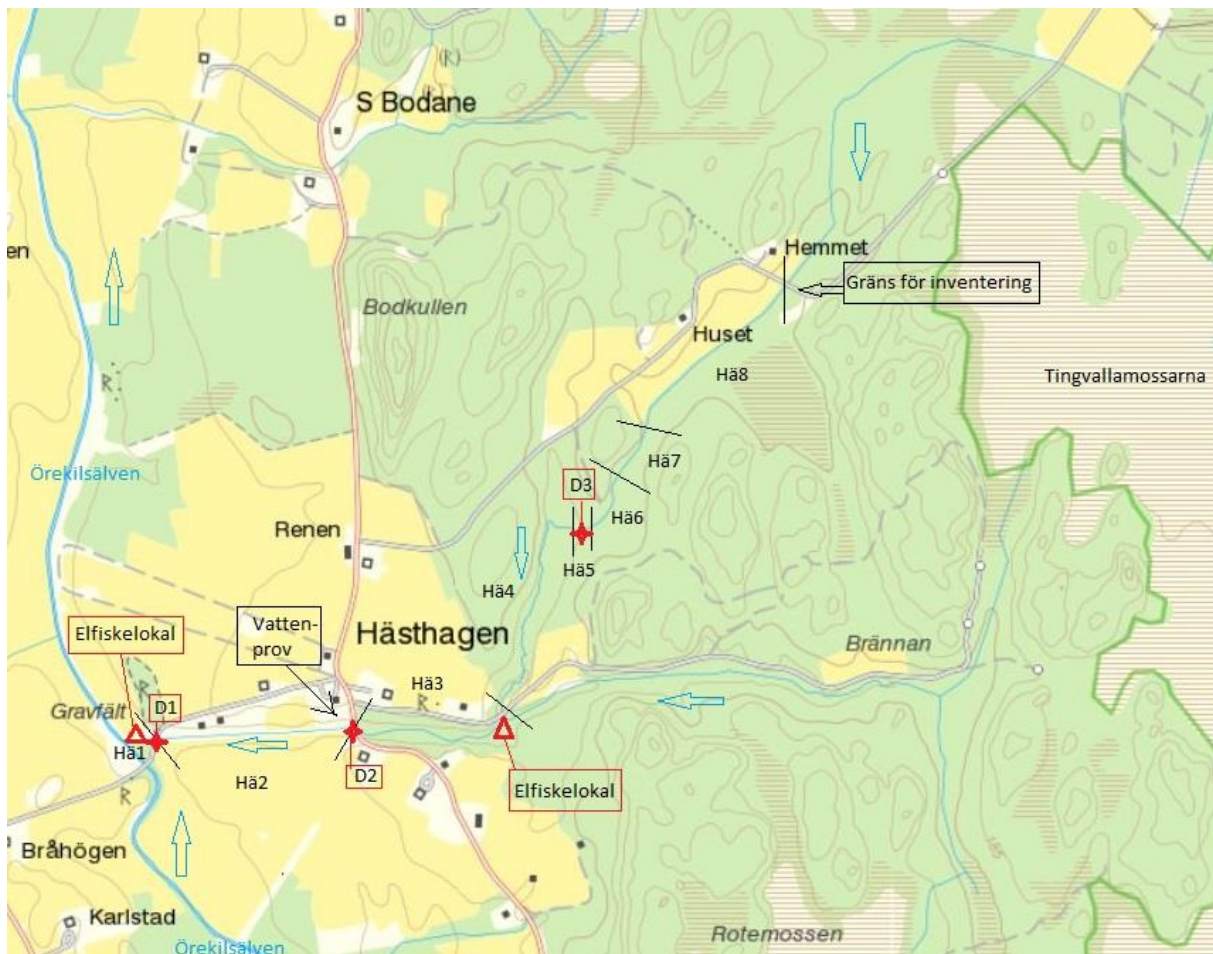 (R)
(R)
S Bodane
en
Hemmet
Gräns för inventering
Bodkullen
Huset
Hä8
Tingvallamossarna
R
Örekilsälven
Hä7
D3
Hä6
Renen
Hä5
Hä4
Elfiskelokal
Vatten-
prov
Hästhagen
Brännan
Hä3
R
R
Gravfält
D1
Hä1
D2
Hä2
Elfiskelokal
R
Bråhögen
185
Karlstad
Rotemossen
Örekilsälven